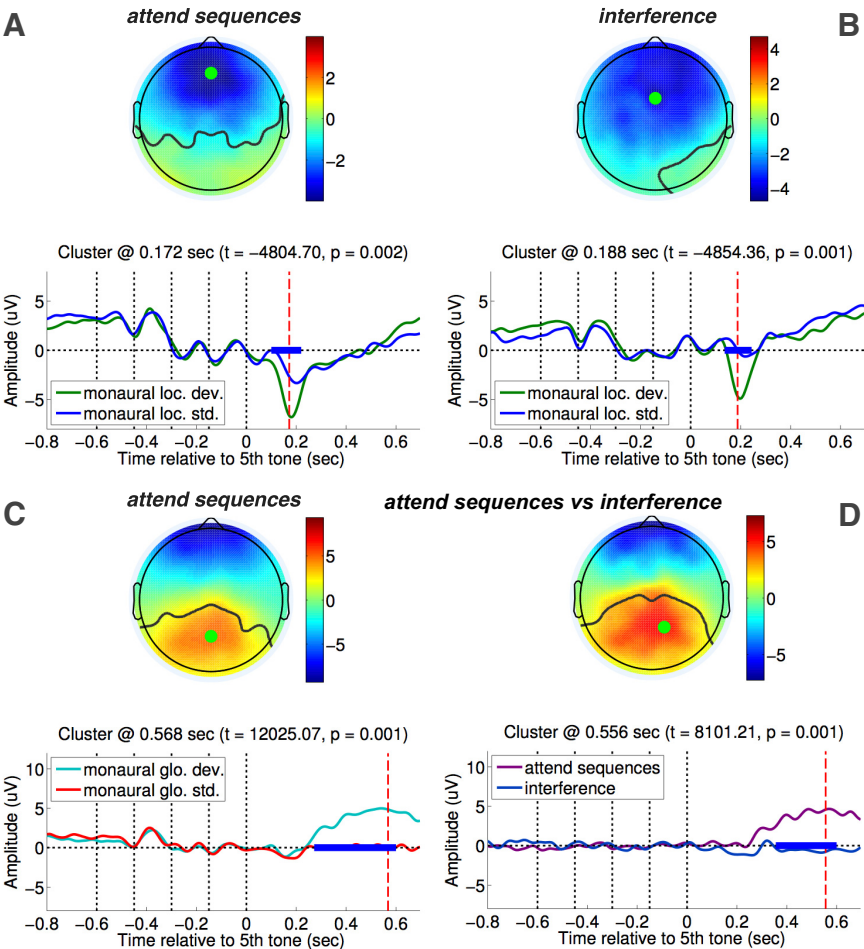 A
attend sequences
2
0
−2
Cluster @ 0.172 sec (t = −4804.70, p = 0.002)
Amplitude (uV)
5
0
−5
monaural loc. dev.
monaural loc. std.
−0.8 −0.6 −0.4 −0.2 0 0.2 0.4 0.6
Time relative to 5th tone (sec)
interference
B
4
2
0
−2
−4
Cluster @ 0.188 sec (t = −4854.36, p = 0.001)
Amplitude (uV)
5
0
−5
monaural loc. dev.
monaural loc. std.
−0.8 −0.6 −0.4 −0.2 0 0.2 0.4 0.6
Time relative to 5th tone (sec)
C
attend sequences
5
0
−5
Cluster @ 0.568 sec (t = 12025.07, p = 0.001)
Amplitude (uV)
10
5
0
−5
monaural glo. dev.
monaural glo. std.
−0.8 −0.6 −0.4 −0.2 0 0.2 0.4 0.6
Time relative to 5th tone (sec)
attend sequences vs interference
D
5
0
−5
Cluster @ 0.556 sec (t = 8101.21, p = 0.001)
Amplitude (uV)
10
5
0
−5
attend sequences
interference
−0.8 −0.6 −0.4 −0.2 0 0.2 0.4 0.6
Time relative to 5th tone (sec)